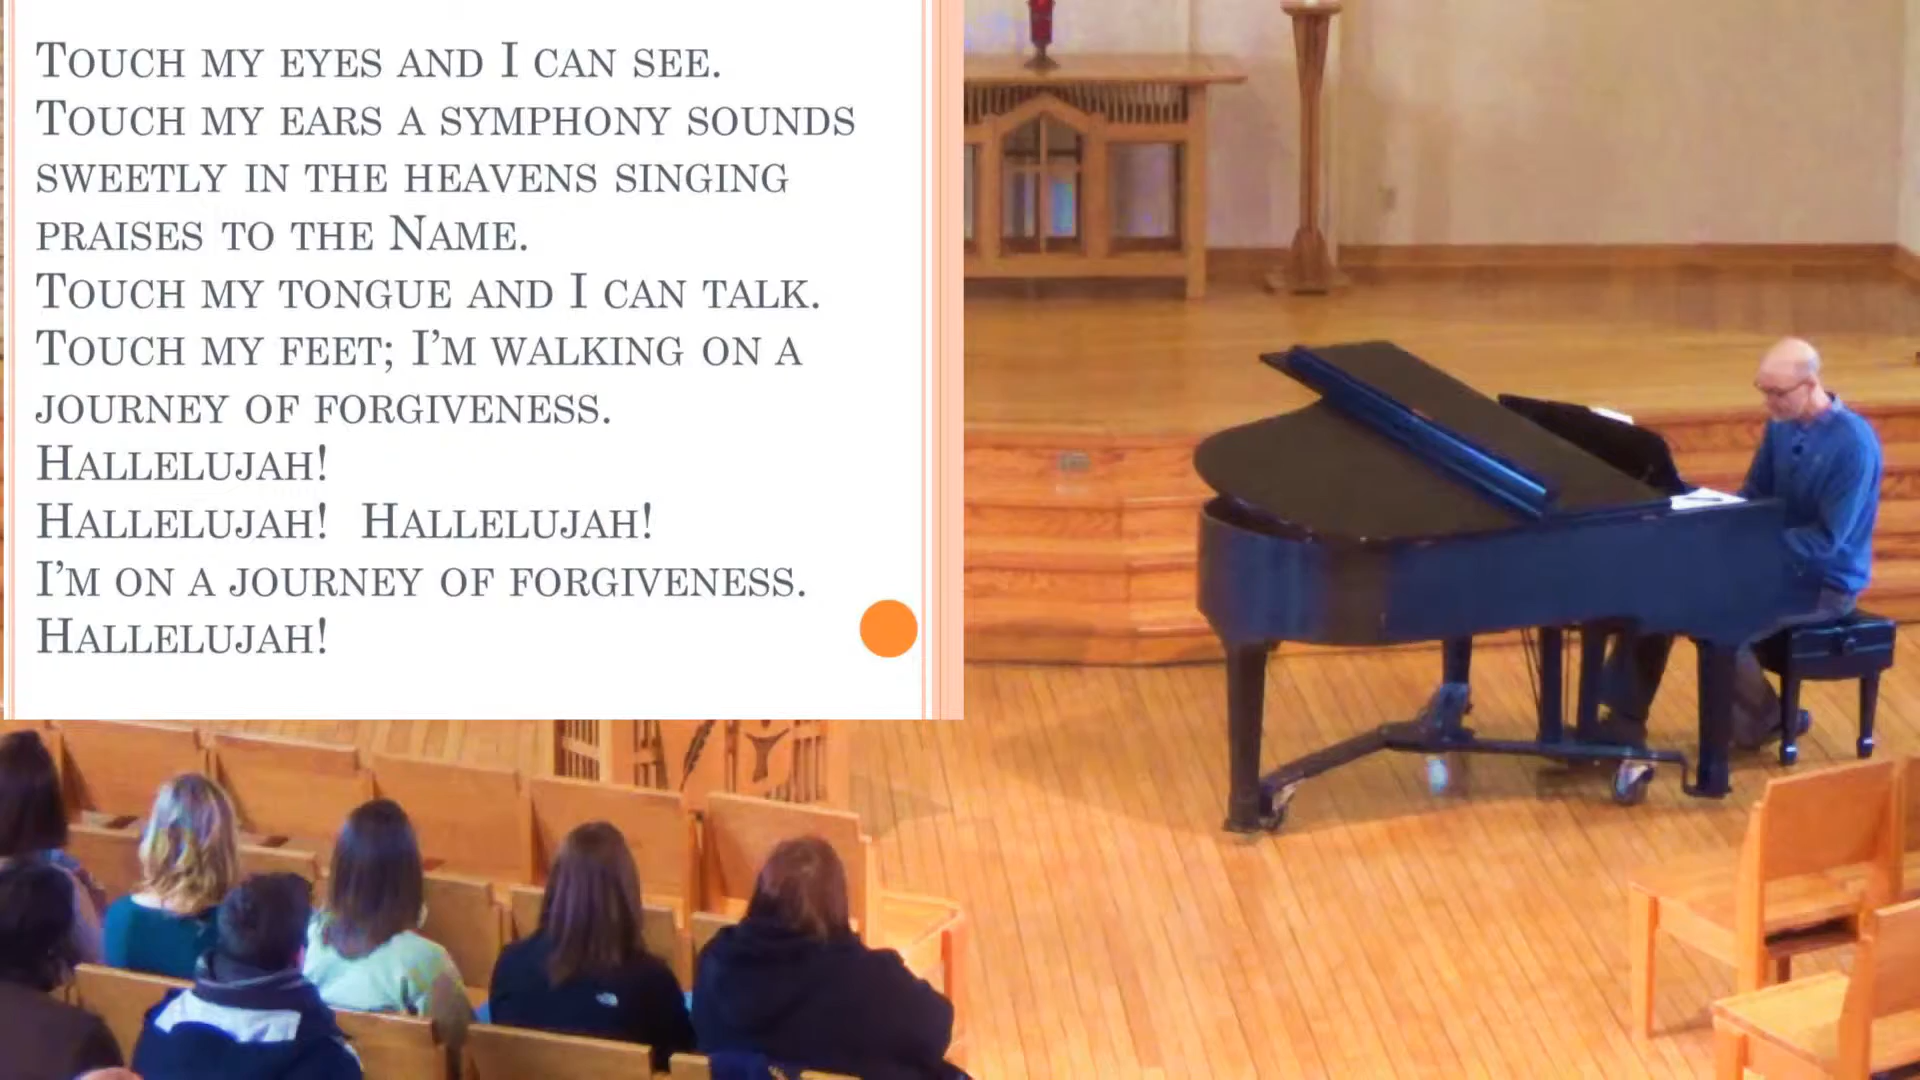 Touch my eyes and I can see.
Touch my ears a symphony sounds
sweetly in the heavens singing
praises to the Name.
Touch my tongue and I can talk.
Touch my feet; I'm walking on a
journey of forgiveness.
Hallelujah!
Hallelujah!  Hallelujah!
I'm on a journey of forgiveness.
Hallelujah!